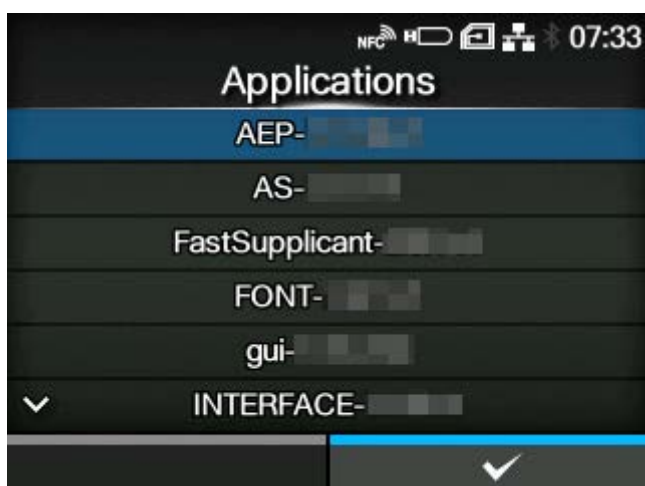 NFC H 07:33
Applications
AEP-
AS-
FastSupplicant-
FONT-
gui-
INTERFACE-